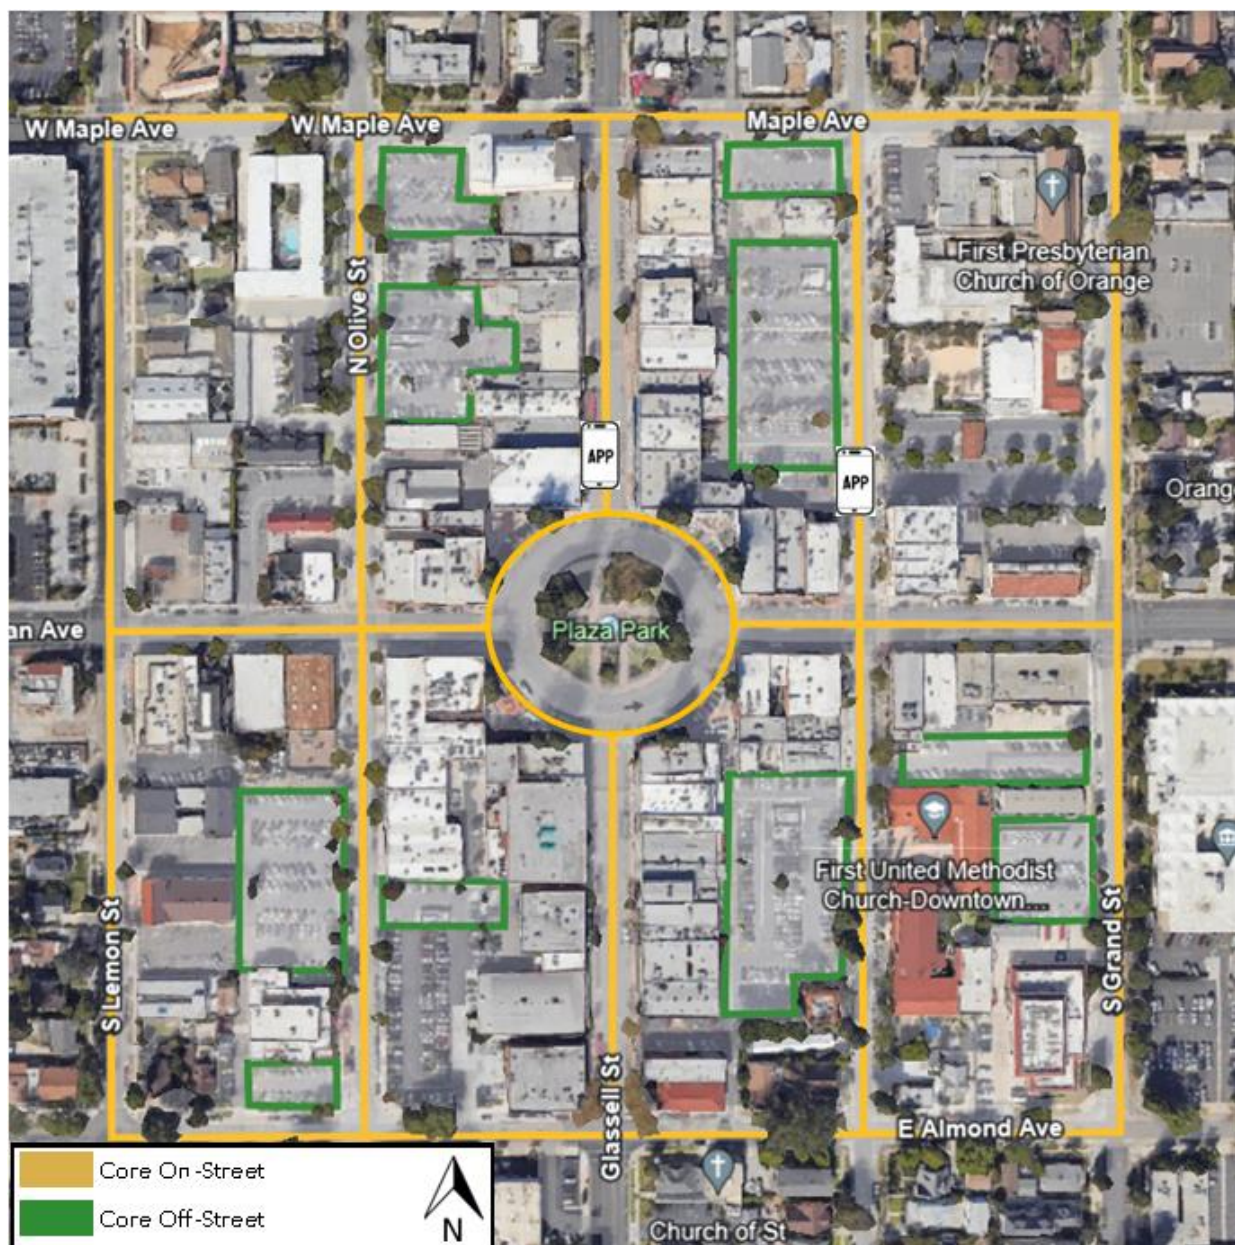 W Maple Ave
W Maple Ave
Maple Ave
First Presbyterian
Church of Orange
N Olive St
APP
APP
Orang
an Ave
Plaza Park
First United Methodist
Church-Downtown...
S Lemon St
S Grand St
Glassell St
E Almond Ave
Church of St
Core On-Street
Core Off-Street
N